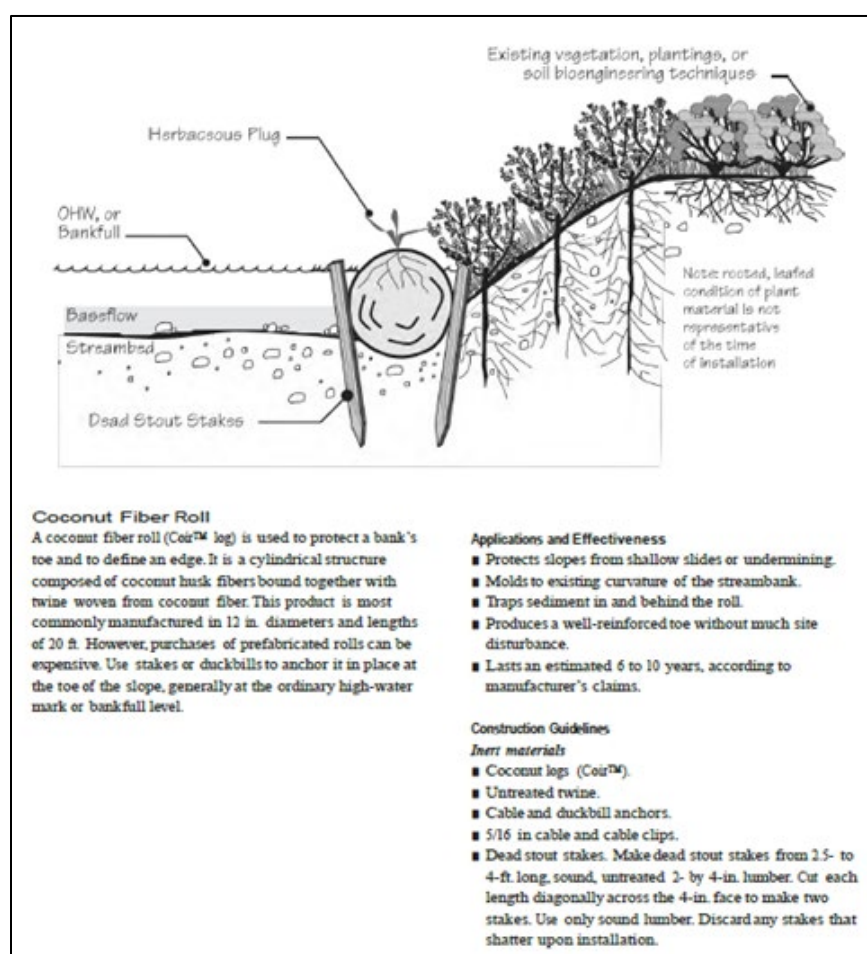 Existing vegetation, plantings, or
soil bioengineering techniques
Herbaceous Plug
OHW, or
Bankfull
Note: rooted, leafed
condition of plant
material is not
representative
of the time
of installation
Baseflow
Streambed
Dead Stout Stakes
Coconut Fiber Roll
A coconut fiber roll (Coir™ log) is used to protect a bank's
toe and to define an edge. It is a cylindrical structure
composed of coconut husk fibers bound together with
twine woven from coconut fiber. This product is most
commonly manufactured in 12 in. diameters and lengths
of 20 ft. However, purchases of prefabricated rolls can be
expensive. Use stakes or duckbills to anchor it in place at
the toe of the slope, generally at the ordinary high-water
mark or bankfull level.
Applications and Effectiveness
■ Protects slopes from shallow slides or undermining.
■ Molds to existing curvature of the streambank.
■ Traps sediment in and behind the roll.
■ Produces a well-reinforced toe without much site
disturbance.
■ Lasts an estimated 6 to 10 years, according to
manufacturer's claims.
Construction Guidelines
Inert materials
■ Coconut logs (Coir™).
■ Untreated twine.
■ Cable and duckbill anchors.
■ 5/16 in cable and cable clips.
■ Dead stout stakes. Make dead stout stakes from 2.5- to
4-ft. long, sound, untreated 2- by 4-in. lumber. Cut each
length diagonally across the 4-in. face to make two
stakes. Use only sound lumber. Discard any stakes that
shatter upon installation.